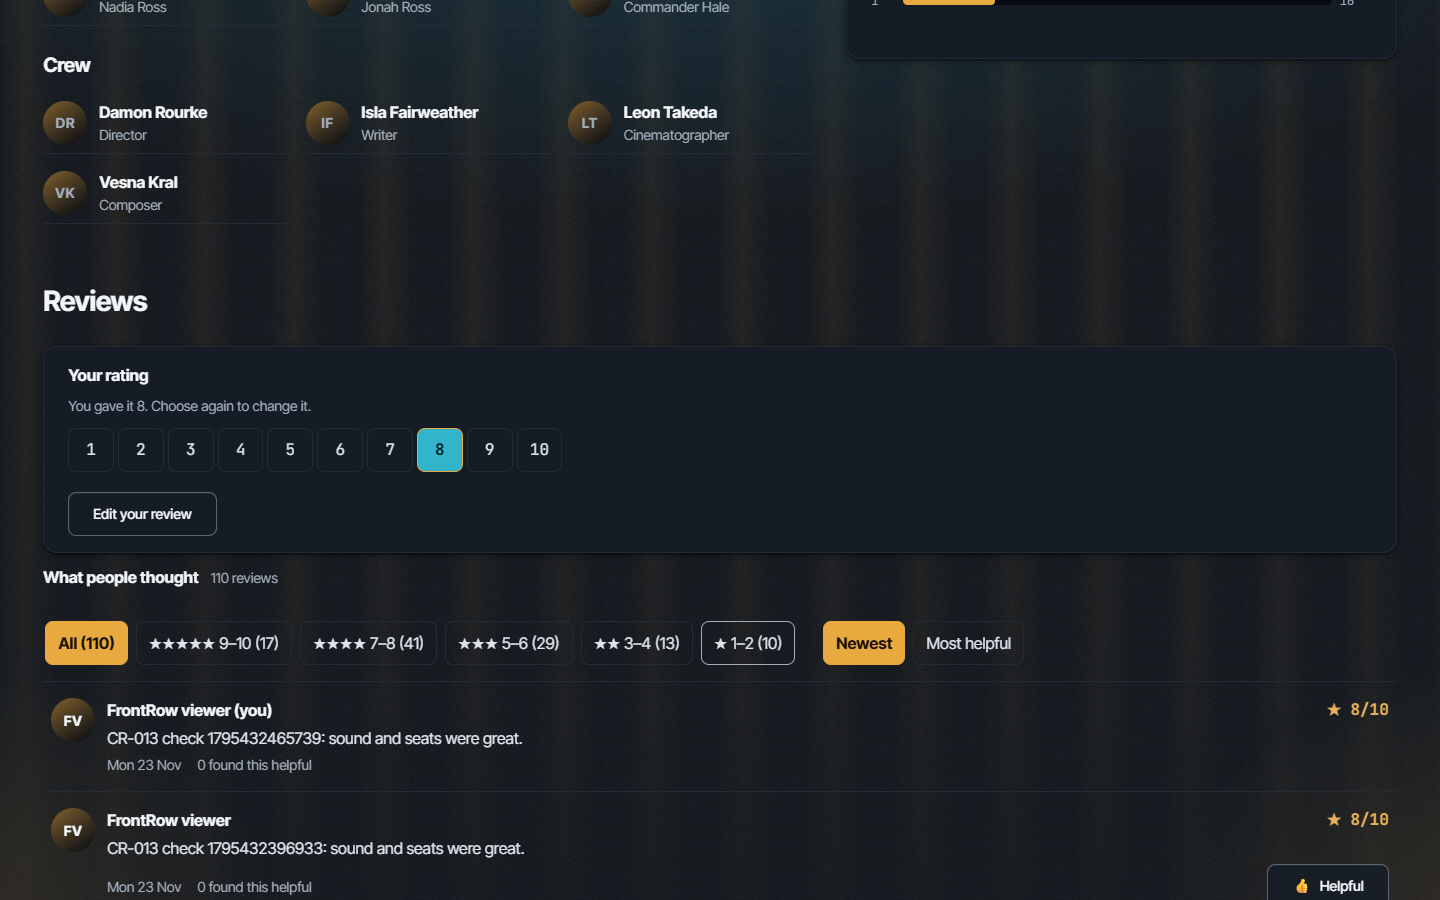 Nadia Ross
Jonah Ross
Commander Hale
1
18
Crew
DR
Damon Rourke
Director
IF
Isla Fairweather
Writer
LT
Leon Takeda
Cinematographer
VK
Vesna Kral
Composer
Reviews
Your rating
You gave it 8. Choose again to change it.
1 2 3 4 5 6 7 8 9 10
Edit your review
What people thought 110 reviews
All (110) ★★★★★ 9–10 (17) ★★★★ 7–8 (41) ★★★ 5–6 (29) ★★ 3–4 (13) ★ 1–2 (10) Newest Most helpful
FV
FrontRow viewer (you)
★ 8/10
CR-013 check 1795432465739: sound and seats were great.
Mon 23 Nov 0 found this helpful
FV
FrontRow viewer
★ 8/10
CR-013 check 1795432396933: sound and seats were great.
Mon 23 Nov 0 found this helpful
👍 Helpful